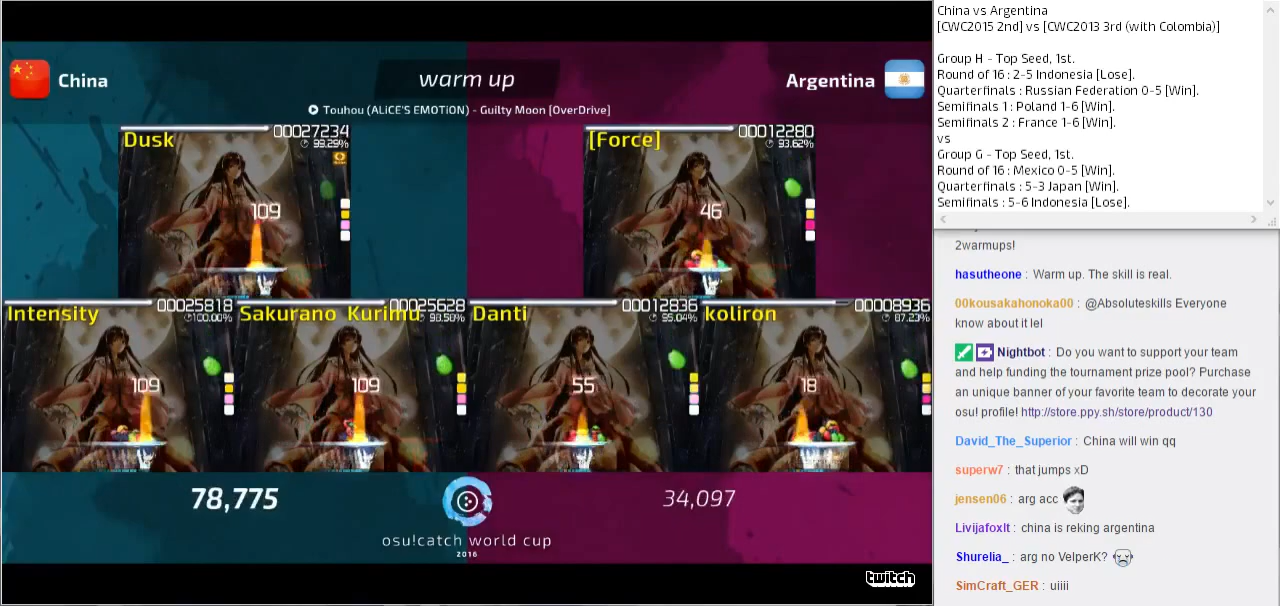 China
warm up
Argentina
Touhou (ALiCE'S EMOTiON) - Guilty Moon [OverDrive]
Dusk
00027234
99.29%
109
[Force]
00012280
93.62%
46
Intensity
00025818
100.00%
109
Sakurano Kurimu
00025628
98.58%
109
Danti
00012836
95.04%
55
koliron
00008936
87.23%
18
78,775
34,097
osu!catch world cup
2016
twitch
China vs Argentina
[CWC2015 2nd] vs [CWC2013 3rd (with Colombia)]
Group H - Top Seed, 1st.
Round of 16 : 2-5 Indonesia [Lose].
Quarterfinals : Russian Federation 0-5 [Win].
Semifinals 1 : Poland 1-6 [Win].
Semifinals 2 : France 1-6 [Win].
vs
Group G - Top Seed, 1st.
Round of 16 : Mexico 0-5 [Win].
Quarterfinals : 5-3 Japan [Win].
Semifinals : 5-6 Indonesia [Lose].
2warmups!
hasutheone : Warm up. The skill is real.
00kousakahonoka00 : @Absoluteskills Everyone
know about it lel
Nightbot : Do you want to support your team
and help funding the tournament prize pool? Purchase
an unique banner of your favorite team to decorate your
osu! profile! http://store.ppy.sh/store/product/130
David_The_Superior : China will win qq
superw7 : that jumps xD
jensen06 : arg acc
Livijafoxlt : china is reking argentina
Shurelia_ : arg no VelperK?
SimCraft_GER : uiiii